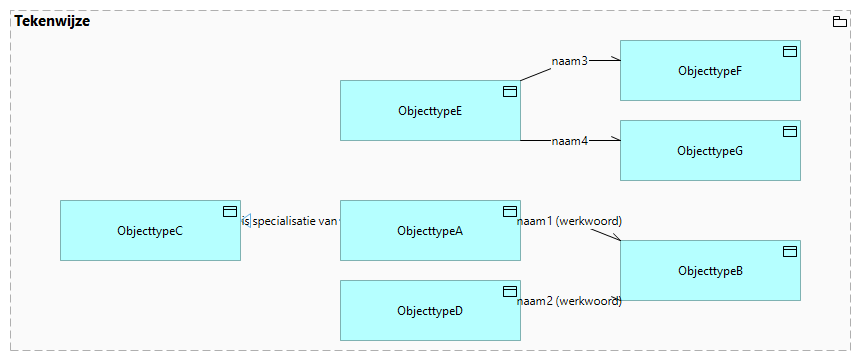 Tekenwijze
naam3
ObjecttypeF
ObjecttypeE
naam4
ObjecttypeG
ObjecttypeC
is specialisatie van
ObjecttypeA
naam1 (werkwoord)
ObjecttypeB
ObjecttypeD
naam2 (werkwoord)